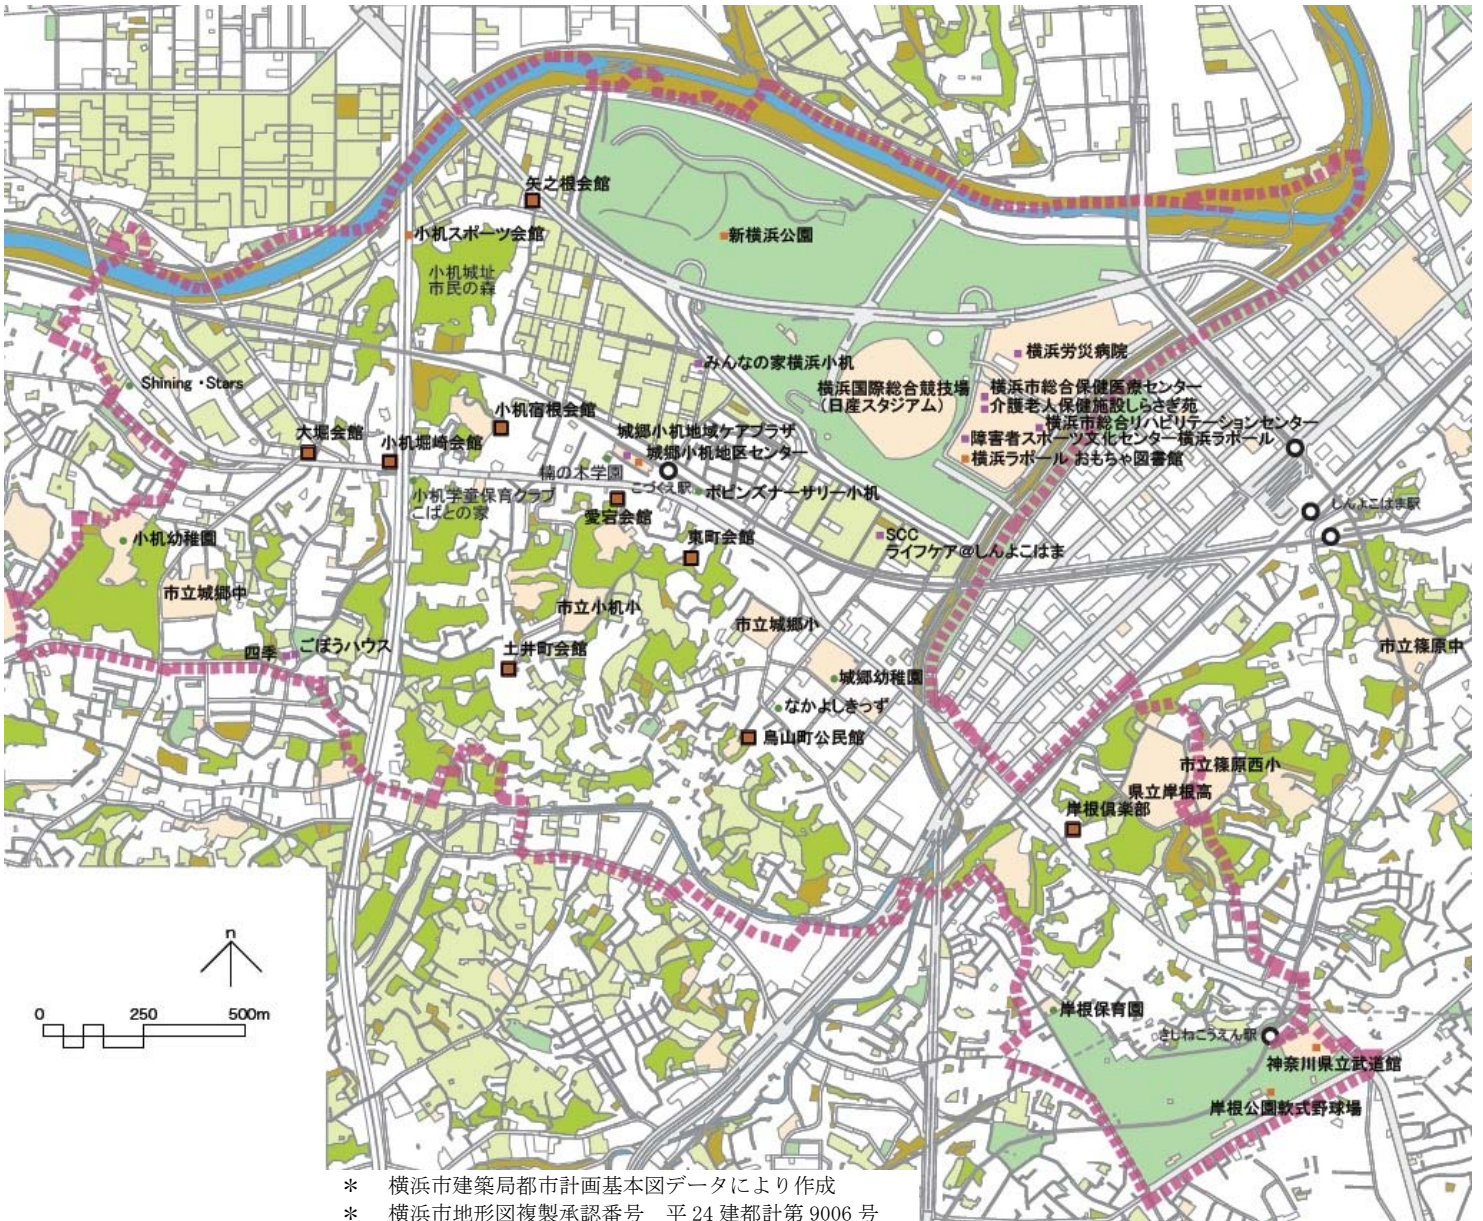 矢之根会館
小机スポーツ会館
新横浜公園
小机城址
市民の森
横浜労災病院
みんなの家横浜小机
横浜国際総合競技場
（日産スタジアム）
横浜市総合保健医療センター
介護老人保健施設しらさぎ苑
Shining・Stars
小机宿根会館
横浜市総合リハビリテーションセンター
大堀会館
小机堀崎会館
城郷小机地域ケアプラザ
障害者スポーツ文化センター横浜ラポール
城郷小机地区センター
横浜ラポール おもちゃ図書館
楠の木学園
こづくえ駅
ポピンズナーサリー小机
小机学童保育クラブ
こばとの家
しんよこはま駅
愛宕会館
小机幼稚園
東町会館
SCC
ライフケア@しんよこはま
市立城郷中
市立小机小
市立城郷小
市立篠原中
四季
ごぼうハウス
土井町会館
城郷幼稚園
なかよしきっず
鳥山町公民館
市立篠原西小
県立岸根高
岸根倶楽部
n
岸根保育園
0 250 500m
きしねこうえん駅
神奈川県立武道館
岸根公園軟式野球場
＊ 横浜市建築局都市計画基本図データにより作成
＊ 横浜市地形図複製承認番号 平 24 建都計第 9006 号